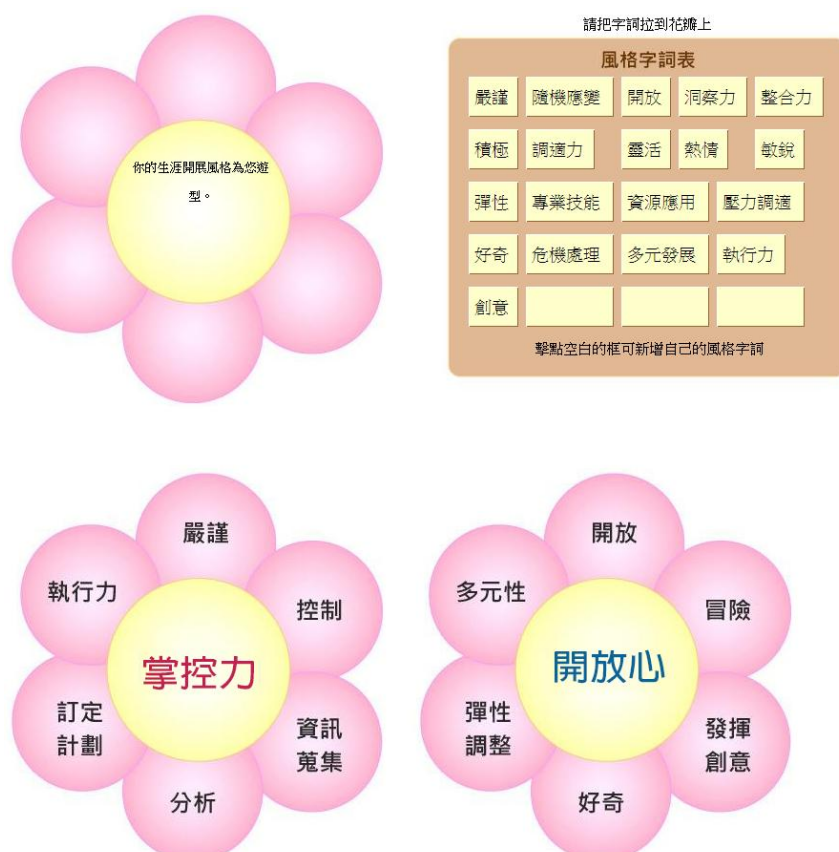 你的生涯開展風格為您遊
型。
請把字詞拉到花瓣上
風格字詞表
嚴謹 隨機應變 開放 洞察力 整合力
積極 調適力 靈活 熱情 敏銳
彈性 專業技能 資源應用 壓力調適
好奇 危機處理 多元發展 執行力
創意
擊點空白的框可新增自己的風格字詞
嚴謹
執行力
控制
掌控力
訂定
計劃
資訊
蒐集
分析
開放
多元性
冒險
開放心
彈性
調整
發揮
創意
好奇